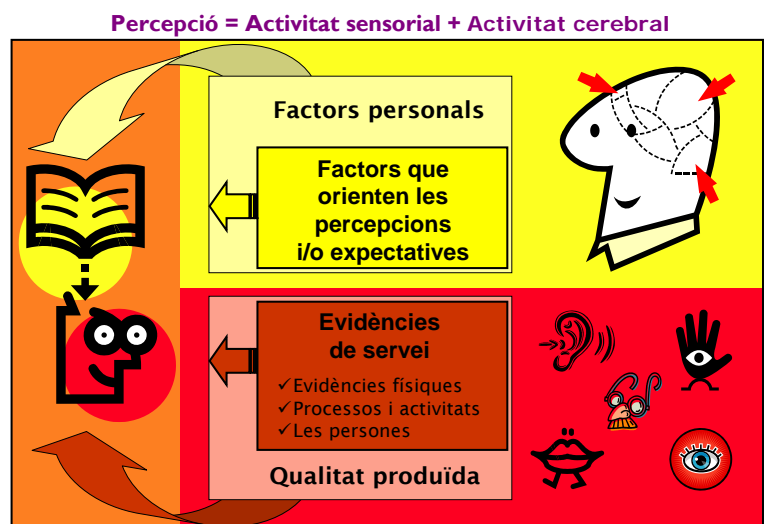 Percepció = Activitat sensorial + Activitat cerebral
Factors personals
Factors que
orienten les
percepcions
i/o expectatives
Evidències
de servei
✓Evidències físiques
✓Processos i activitats
✓Les persones
Qualitat produïda